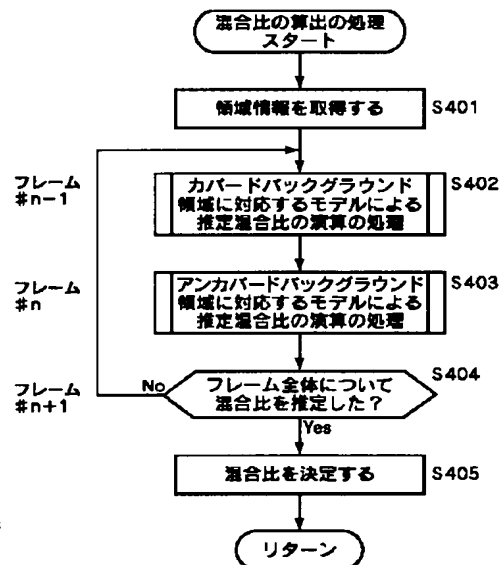 混合比の算出の処理
スタート
領域情報を取得する
S401
フレーム
#n-1
カバードバックグラウンド
領域に対応するモデルによる
推定混合比の演算の処理
S402
フレーム
#n
アンカバードバックグラウンド
領域に対応するモデルによる
推定混合比の演算の処理
S403
フレーム
#n+1
No
フレーム全体について
混合比を推定した？
S404
Yes
混合比を決定する
S405
リターン